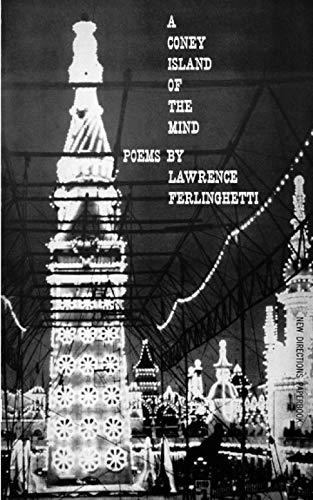 A
CONEY
ISLAND
OF
THE
MIND
POEMS BY
LAWRENCE
FERLINGHETTI
NEW DIRECTIONS PAPERBOOK